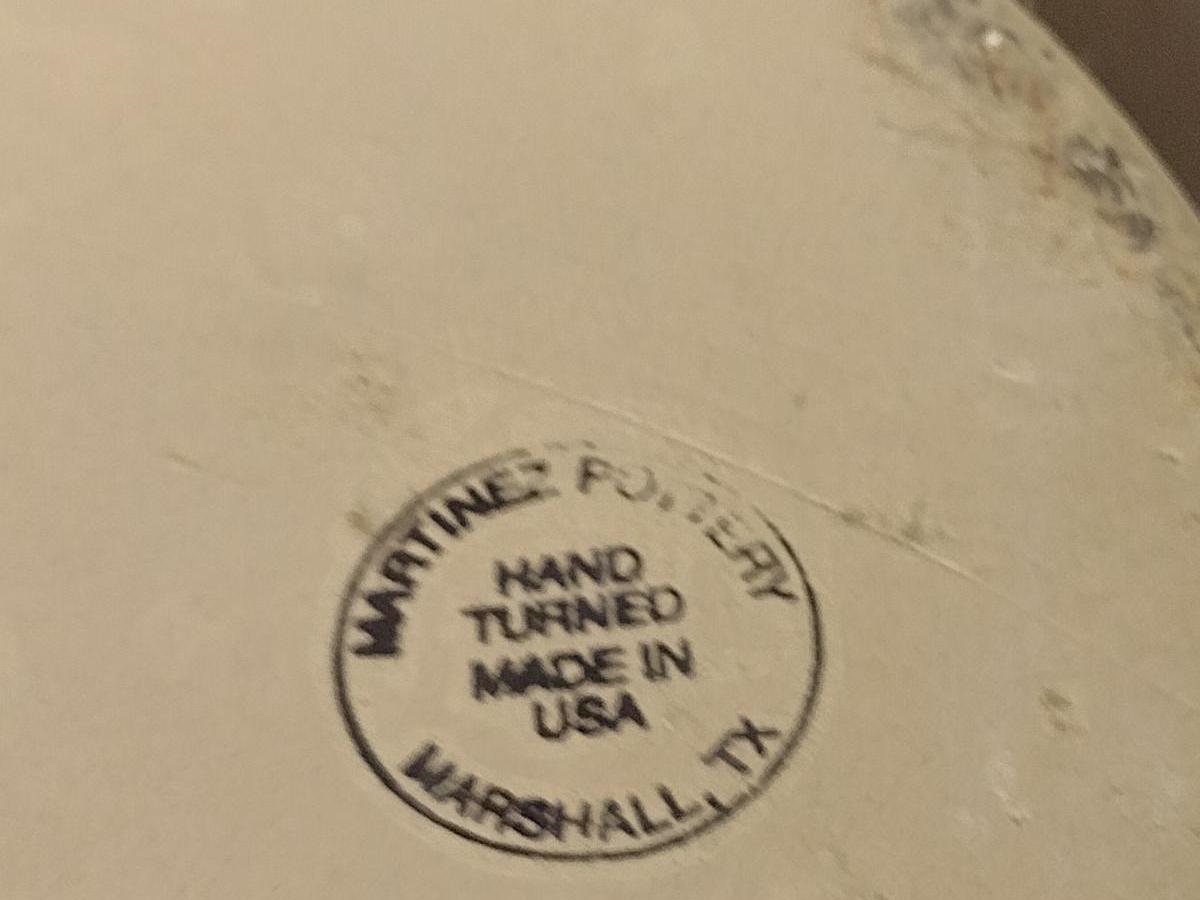 MARTINEZ POTTERY
HAND
TURNED
MADE IN
USA
MARSHALL, TX